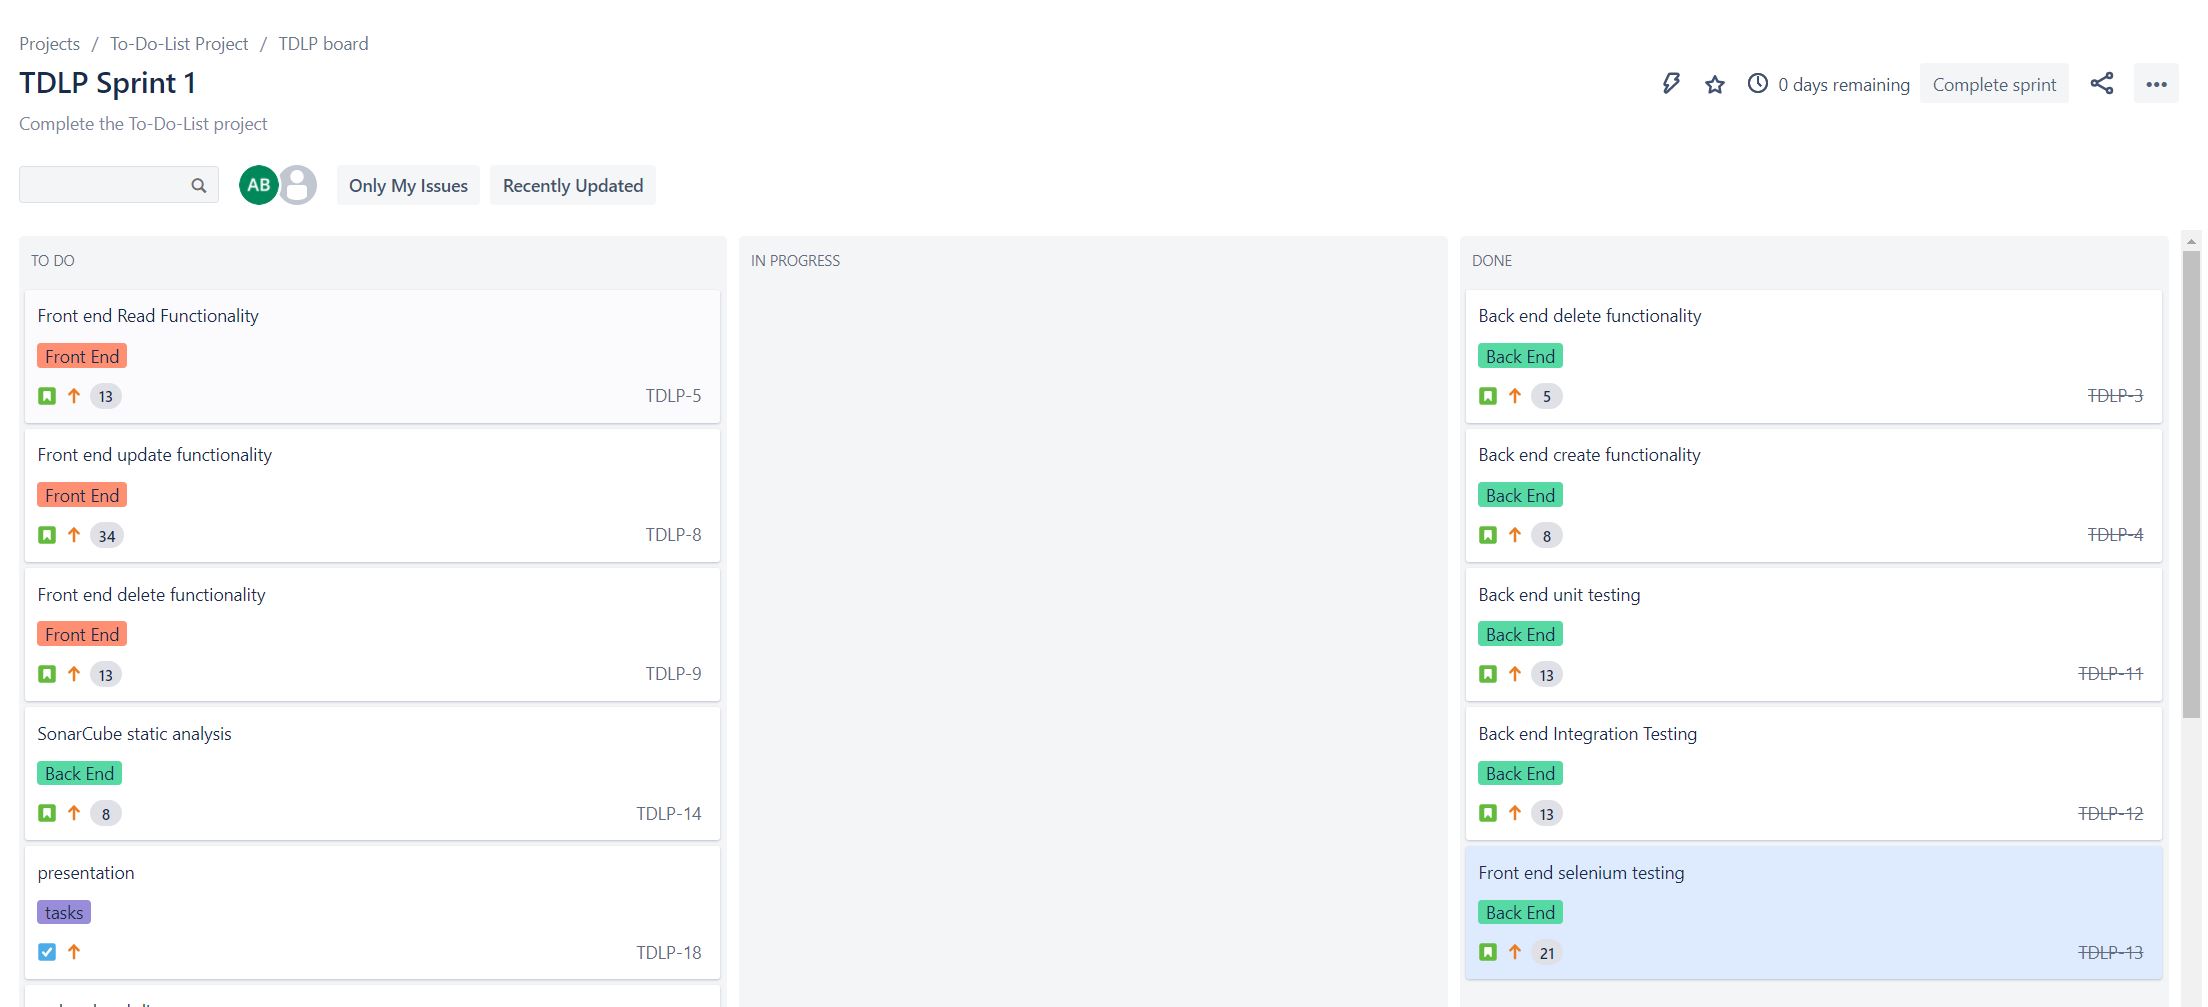 Projects / To-Do-List Project / TDLP board
TDLP Sprint 1
0 days remaining
Complete sprint
Complete the To-Do-List project
AB
Only My Issues
Recently Updated
TO DO
Front end Read Functionality
Front End
13
TDLP-5
Front end update functionality
Front End
34
TDLP-8
Front end delete functionality
Front End
13
TDLP-9
SonarCube static analysis
Back End
8
TDLP-14
presentation
tasks
TDLP-18
IN PROGRESS
DONE
Back end delete functionality
Back End
5
TDLP-3
Back end create functionality
Back End
8
TDLP-4
Back end unit testing
Back End
13
TDLP-11
Back end Integration Testing
Back End
13
TDLP-12
Front end selenium testing
Back End
21
TDLP-13